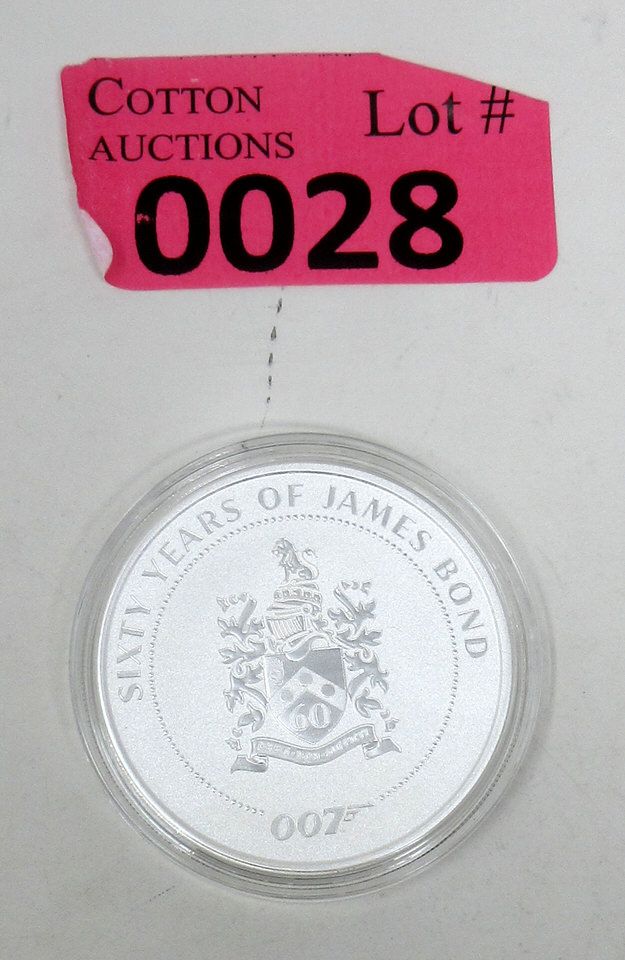 COTTON
AUCTIONS
Lot #
0028
SIXTY YEARS OF JAMES BOND
60
007